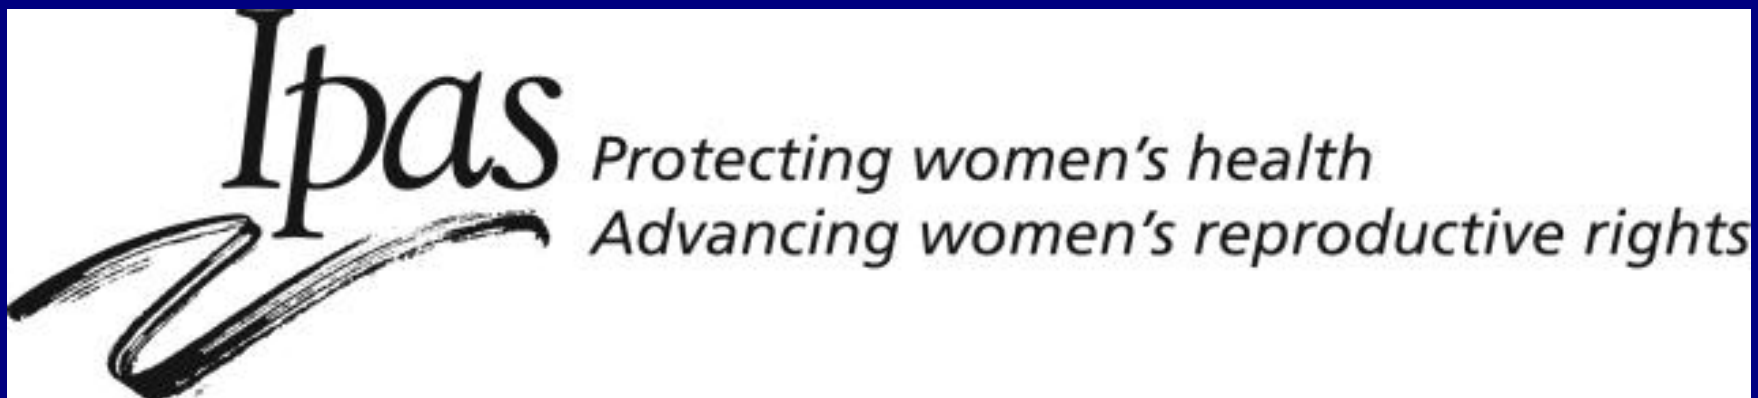 Ipas
Protecting women’s health
Advancing women’s reproductive rights